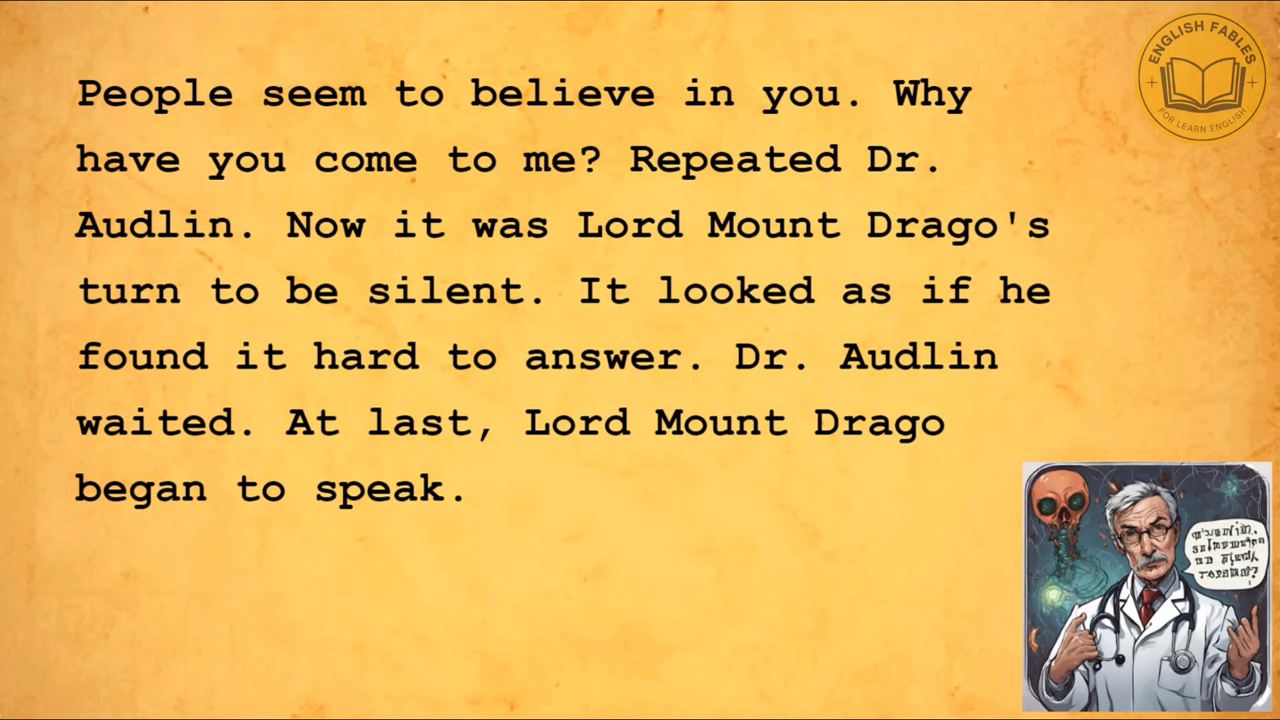 People seem to believe in you. Why
have you come to me? Repeated Dr.
Audlin. Now it was Lord Mount Drago's
turn to be silent. It looked as if he
found it hard to answer. Dr. Audlin
waited. At last, Lord Mount Drago
began to speak.
ENGLISH FABLES
FOR LEARN ENGLISH